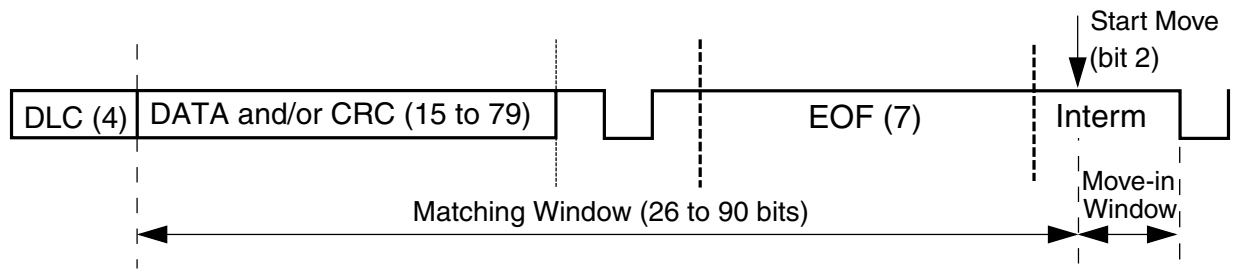 Start Move
(bit 2)
DLC (4) DATA and/or CRC (15 to 79) EOF (7) Interm
Move-in
Window
Matching Window (26 to 90 bits)